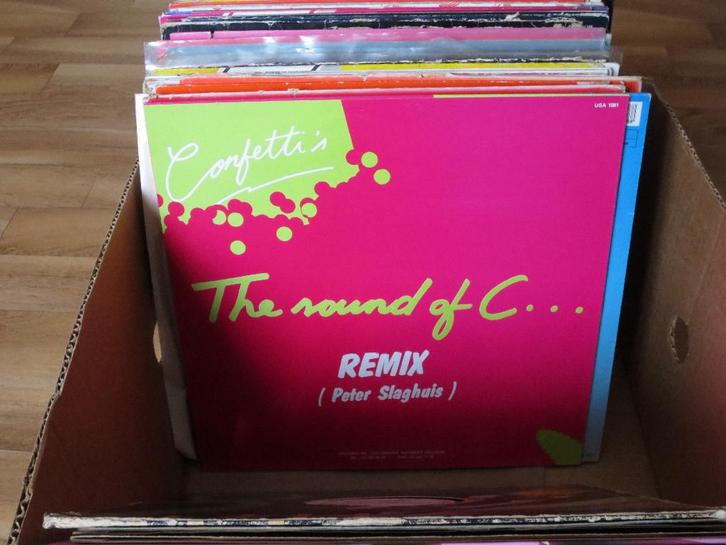 USA 1081
Confetti's
The sound of C...
REMIX
( Peter Slaghuis )